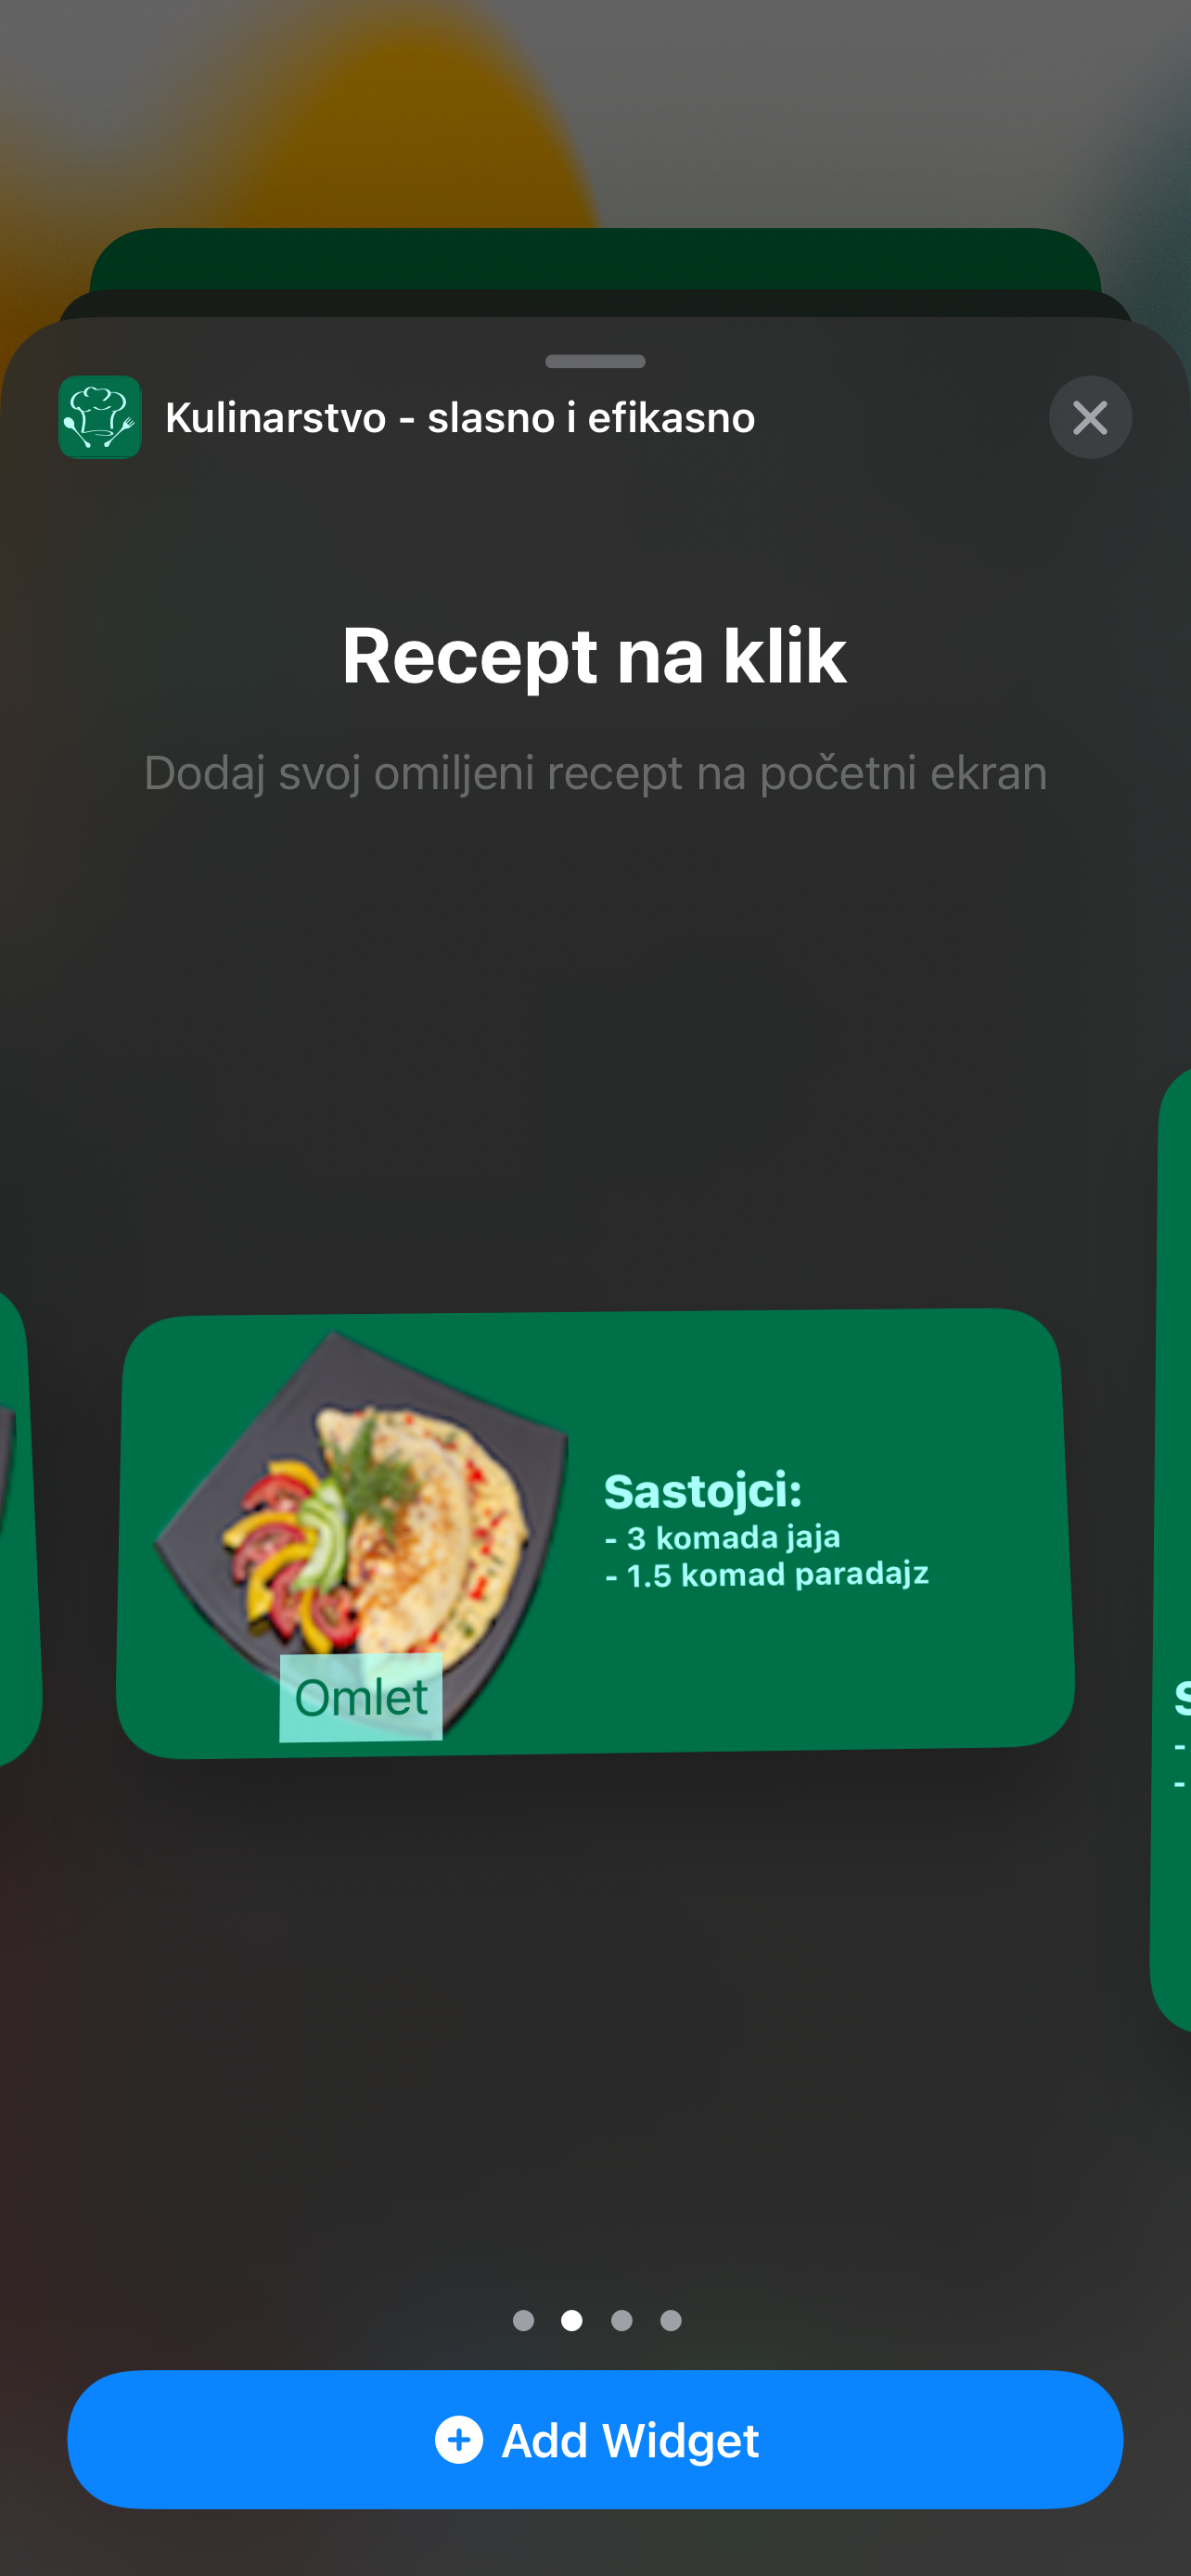 Kulinarstvo - slasno i efikasno
Recept na klik
Dodaj svoj omiljeni recept na početni ekran
Sastojci:
- 3 komada jaja
- 1.5 komad paradajz
Omlet
S
-
-
Add Widget